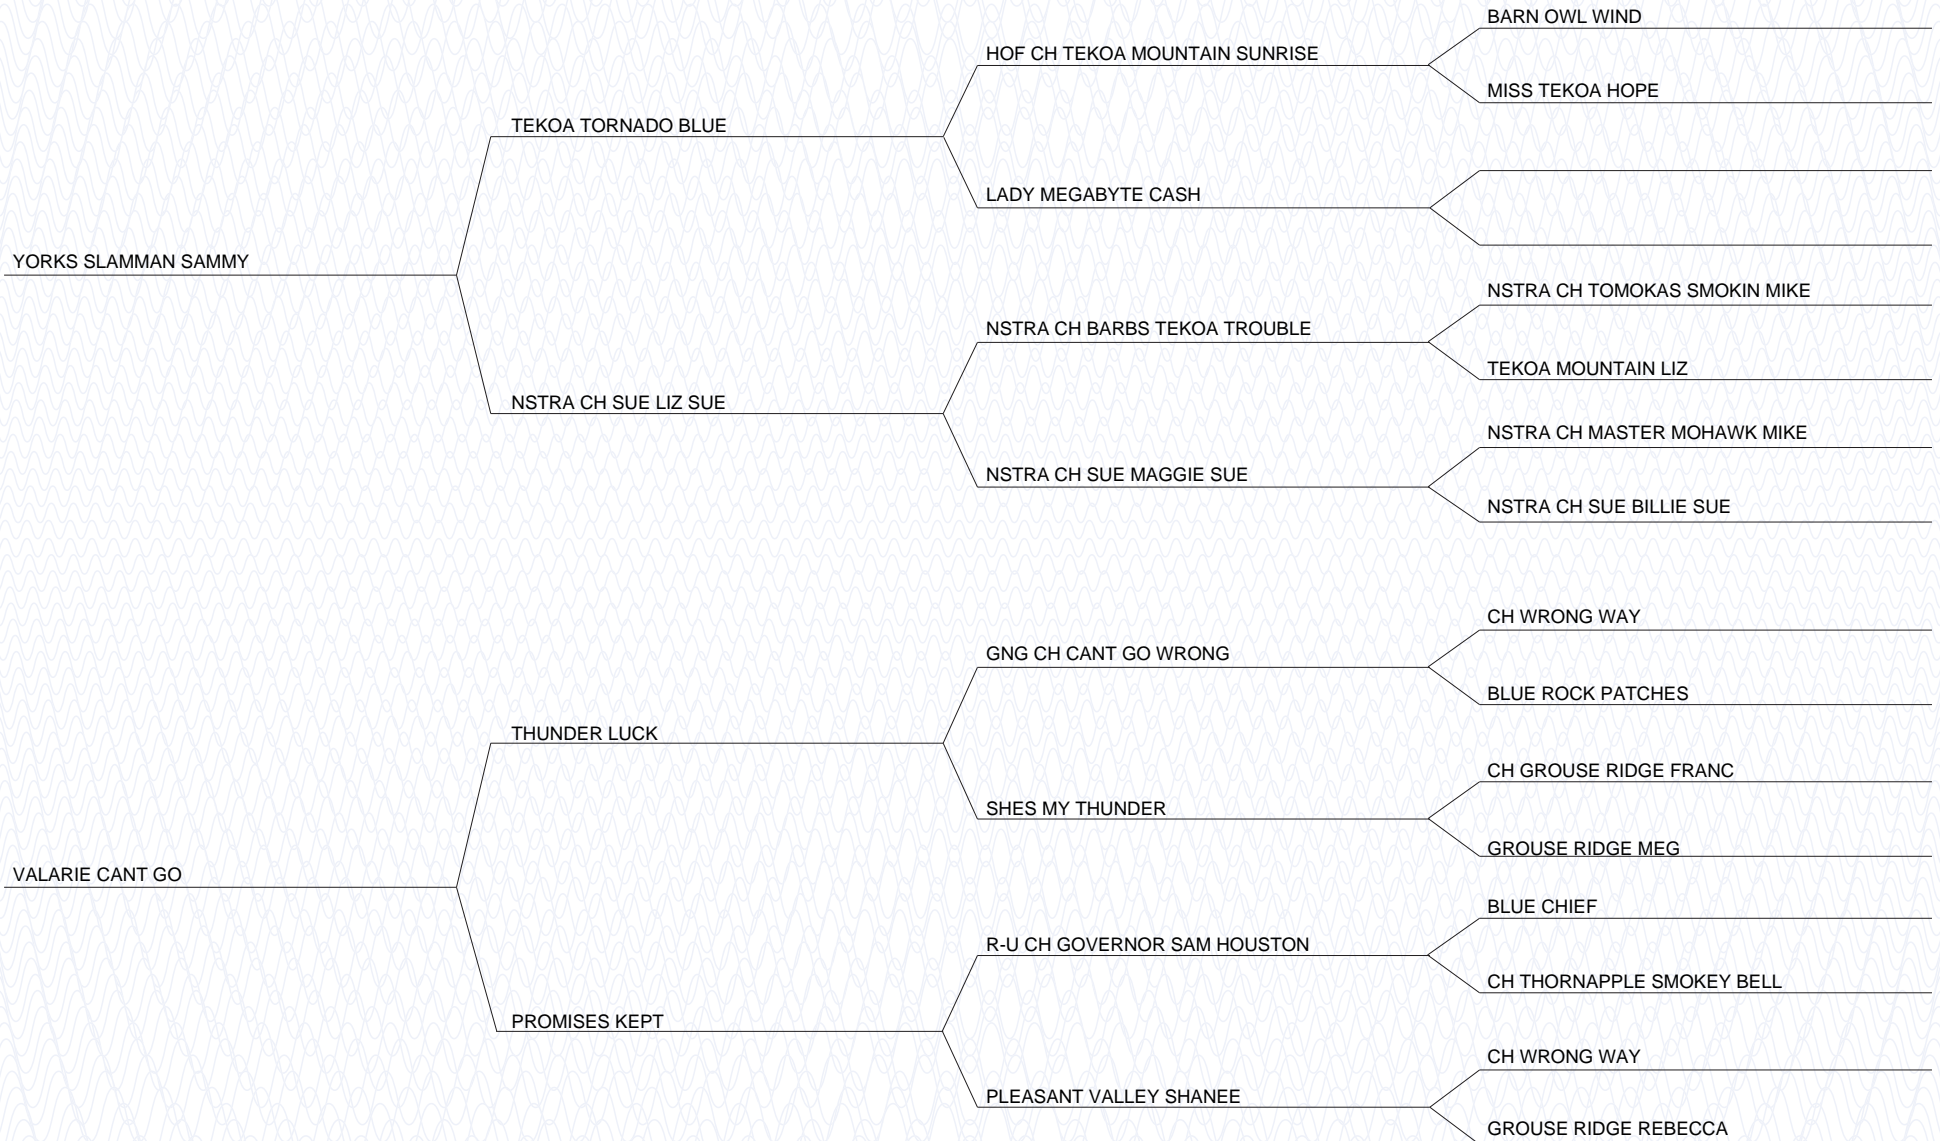 BARN OWL WIND
HOF CH TEKOA MOUNTAIN SUNRISE
MISS TEKOA HOPE
TEKOA TORNADO BLUE
LADY MEGABYTE CASH
YORKS SLAMMAN SAMMY
NSTRA CH TOMOKAS SMOKIN MIKE
NSTRA CH BARBS TEKOA TROUBLE
TEKOA MOUNTAIN LIZ
NSTRA CH SUE LIZ SUE
NSTRA CH MASTER MOHAWK MIKE
NSTRA CH SUE MAGGIE SUE
NSTRA CH SUE BILLIE SUE
CH WRONG WAY
GNG CH CANT GO WRONG
BLUE ROCK PATCHES
THUNDER LUCK
CH GROUSE RIDGE FRANC
SHES MY THUNDER
GROUSE RIDGE MEG
VALARIE CANT GO
BLUE CHIEF
R-U CH GOVERNOR SAM HOUSTON
CH THORNAPPLE SMOKEY BELL
PROMISES KEPT
CH WRONG WAY
PLEASANT VALLEY SHANEE
GROUSE RIDGE REBECCA